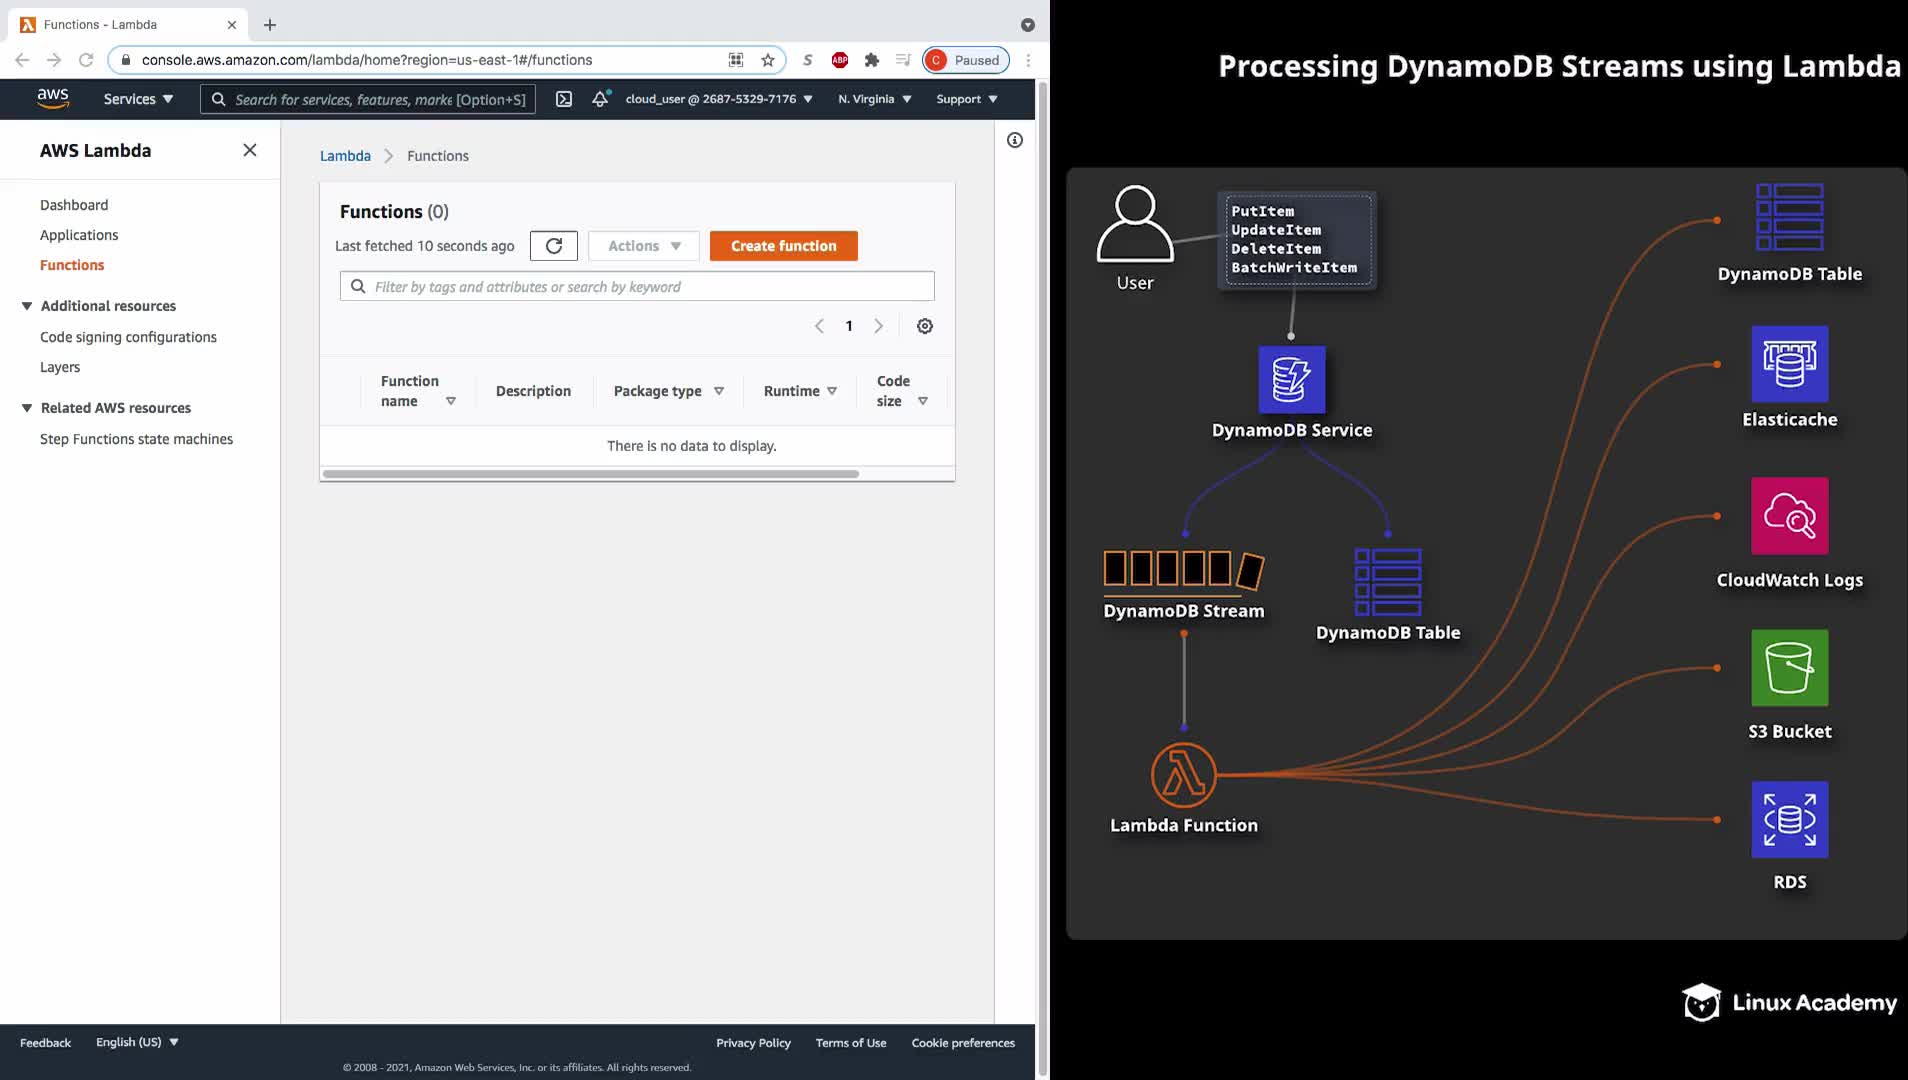 Functions - Lambda
console.aws.amazon.com/lambda/home?region=us-east-1#/functions
S
ABP
C Paused
aws
Services
Search for services, features, marke [Option+S]
cloud_user @ 2687-5329-7176
N. Virginia
Support
AWS Lambda
Dashboard
Applications
Functions
Additional resources
Code signing configurations
Layers
Related AWS resources
Step Functions state machines
Lambda > Functions
Functions (0)
Last fetched 10 seconds ago
Actions
Create function
Filter by tags and attributes or search by keyword
1
Function name
Description
Package type
Runtime
Code size
There is no data to display.
Feedback
English (US)
Privacy Policy
Terms of Use
Cookie preferences
© 2008 - 2021, Amazon Web Services, Inc. or its affiliates. All rights reserved.
Processing DynamoDB Streams using Lambda
User
PutItem
UpdateItem
DeleteItem
BatchWriteItem
DynamoDB Service
DynamoDB Stream
DynamoDB Table
Lambda Function
DynamoDB Table
Elasticache
CloudWatch Logs
S3 Bucket
RDS
Linux Academy